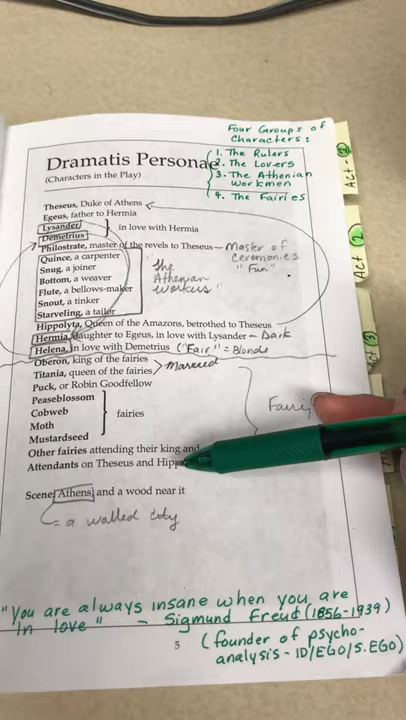 Four Groups of
Characters:
1. The Rulers
2. The Lovers
3. The Athenian
Workmen
4. The Fairies
Act - 1
Act 2
Act 3
Dramatis Personae
(Characters in the Play)
Theseus, Duke of Athens
Egeus, father to Hermia
Lysander
Demetrius
in love with Hermia
Philostrate, master of the revels to Theseus — Master of
Ceremonies
"Fun"
Quince, a carpenter
Snug, a joiner
Bottom, a weaver
Flute, a bellows-maker
Snout, a tinker
Starveling, a tailor
"The
Athenian
Workers"
Hippolyta, Queen of the Amazons, betrothed to Theseus
Hermia, daughter to Egeus, in love with Lysander = Dark
Helena, in love with Demetrius ("Fair" = Blonde
Oberon, king of the fairies
Titania, queen of the fairies > Married
Puck, or Robin Goodfellow
Peaseblossom
Cobweb
Moth
Mustardseed
fairies
Other fairies attending their king and
Attendants on Theseus and Hip
Scene: Athens, and a wood near it
= a walled city
"You are always insane when you are
in love" - Sigmund Freud (1856-1939)
(founder of psycho-
analysis - ID/EGO/S.EGO)
5